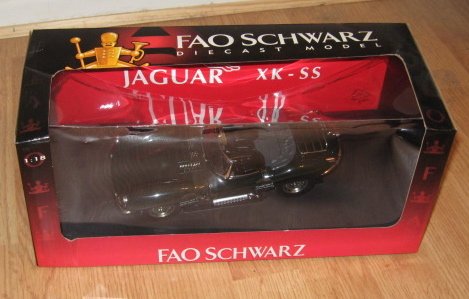 FAO SCHWARZ
DIECAST MODEL
JAGUAR XK-SS
1:18
FAO SCHWARZ